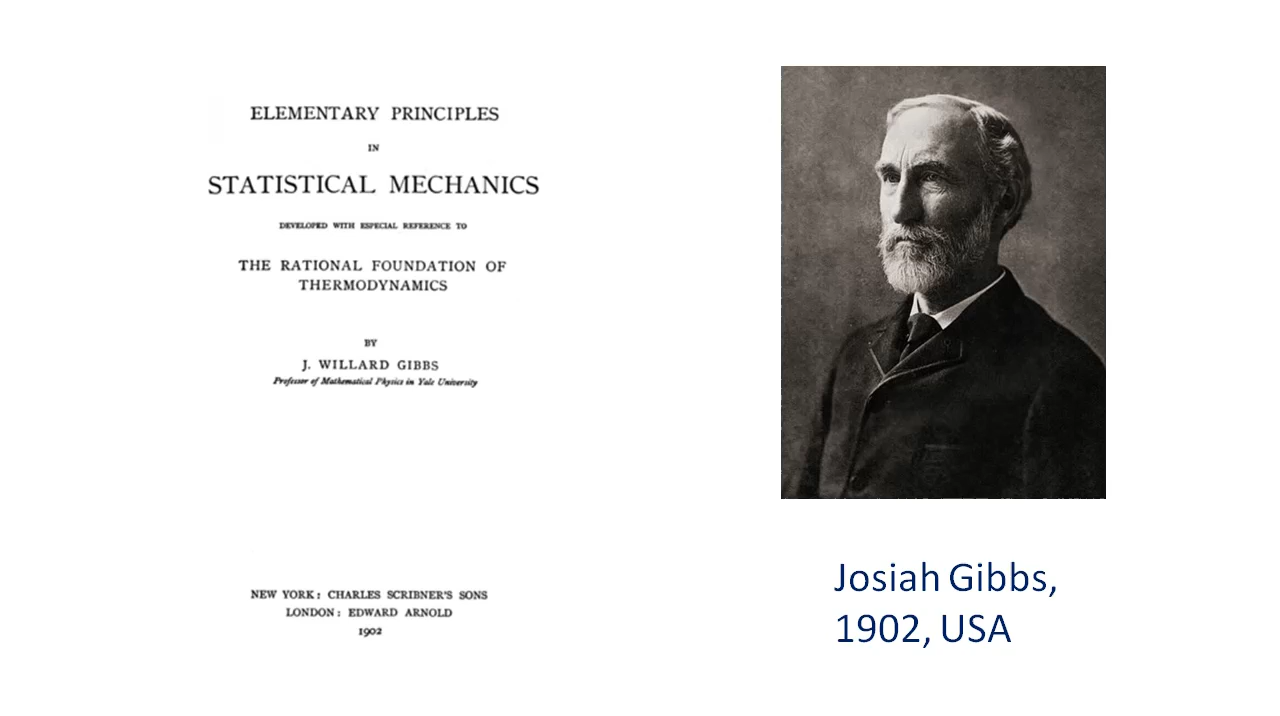 ELEMENTARY PRINCIPLES
IN
STATISTICAL MECHANICS
DEVELOPED WITH ESPECIAL REFERENCE TO
THE RATIONAL FOUNDATION OF
THERMODYNAMICS
BY
J. WILLARD GIBBS
Professor of Mathematical Physics in Yale University
NEW YORK : CHARLES SCRIBNER'S SONS
LONDON : EDWARD ARNOLD
1902
Josiah Gibbs,
1902, USA